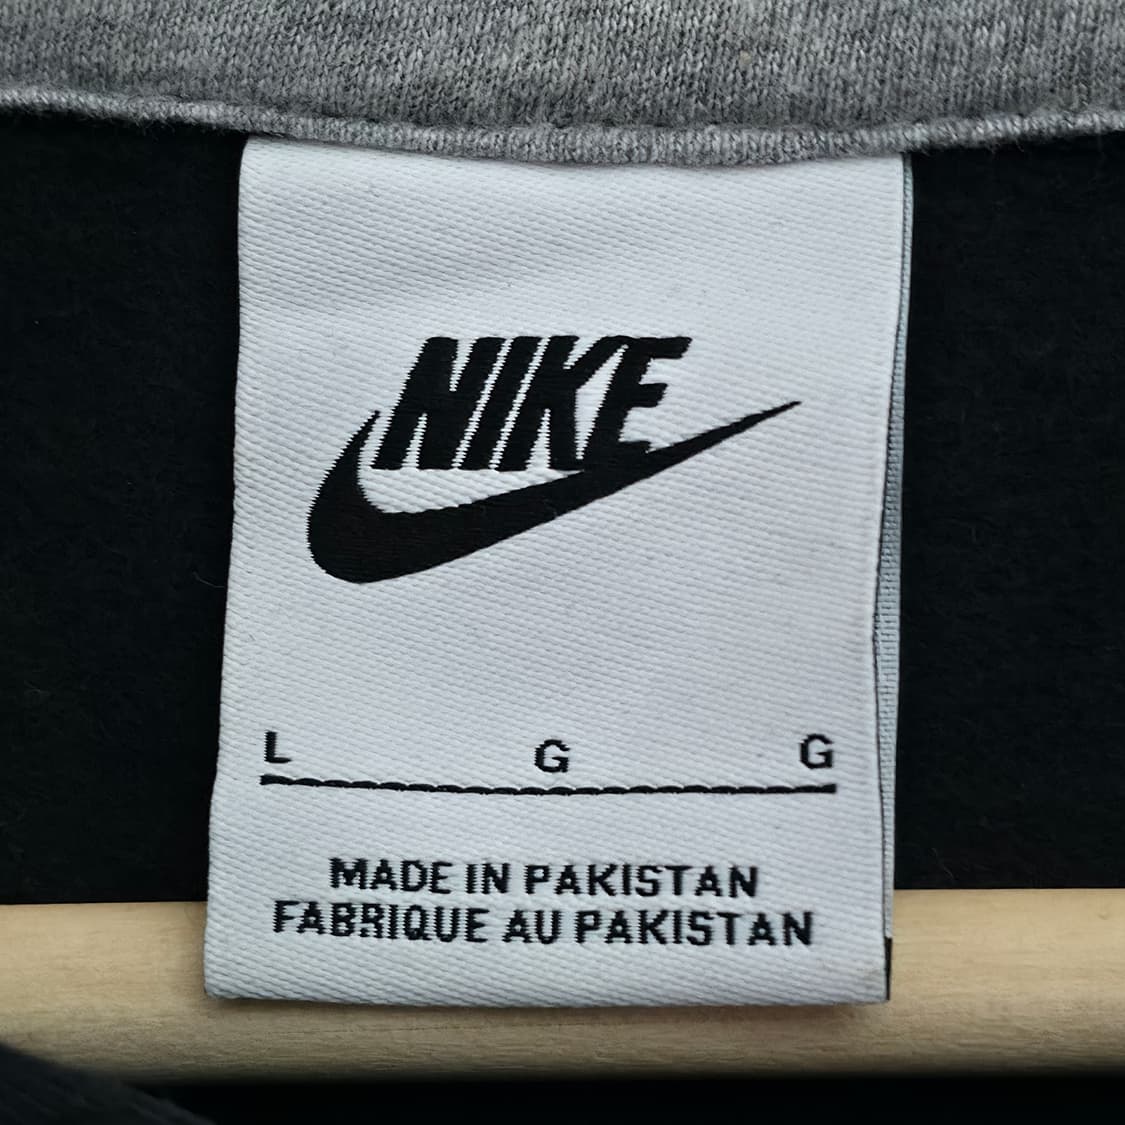 NIKE
L G G
MADE IN PAKISTAN
FABRIQUE AU PAKISTAN